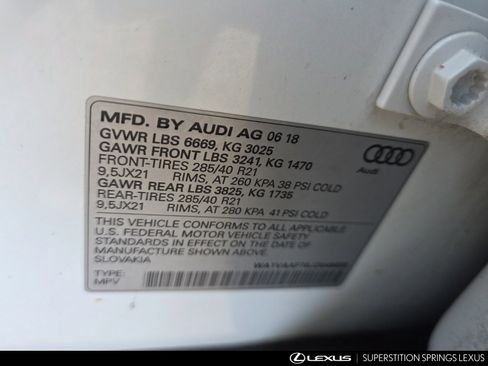 MFD. BY AUDI AG 06 18
GVWR LBS 6669, KG 3025
GAWR FRONT LBS 3241, KG 1470
FRONT-TIRES 285/40 R21
9,5JX21 RIMS, AT 260 KPA 38 PSI COLD
GAWR REAR LBS 3825, KG 1735
REAR-TIRES 285/40 R21
9,5JX21 RIMS, AT 280 KPA 41 PSI COLD
Audi
THIS VEHICLE CONFORMS TO ALL APPLICABLE
U.S. FEDERAL MOTOR VEHICLE SAFETY
STANDARDS IN EFFECT ON THE DATE OF
MANUFACTURE SHOWN ABOVE.
SLOVAKIA
TYPE:
MPV
LEXUS | SUPERSTITION SPRINGS LEXUS